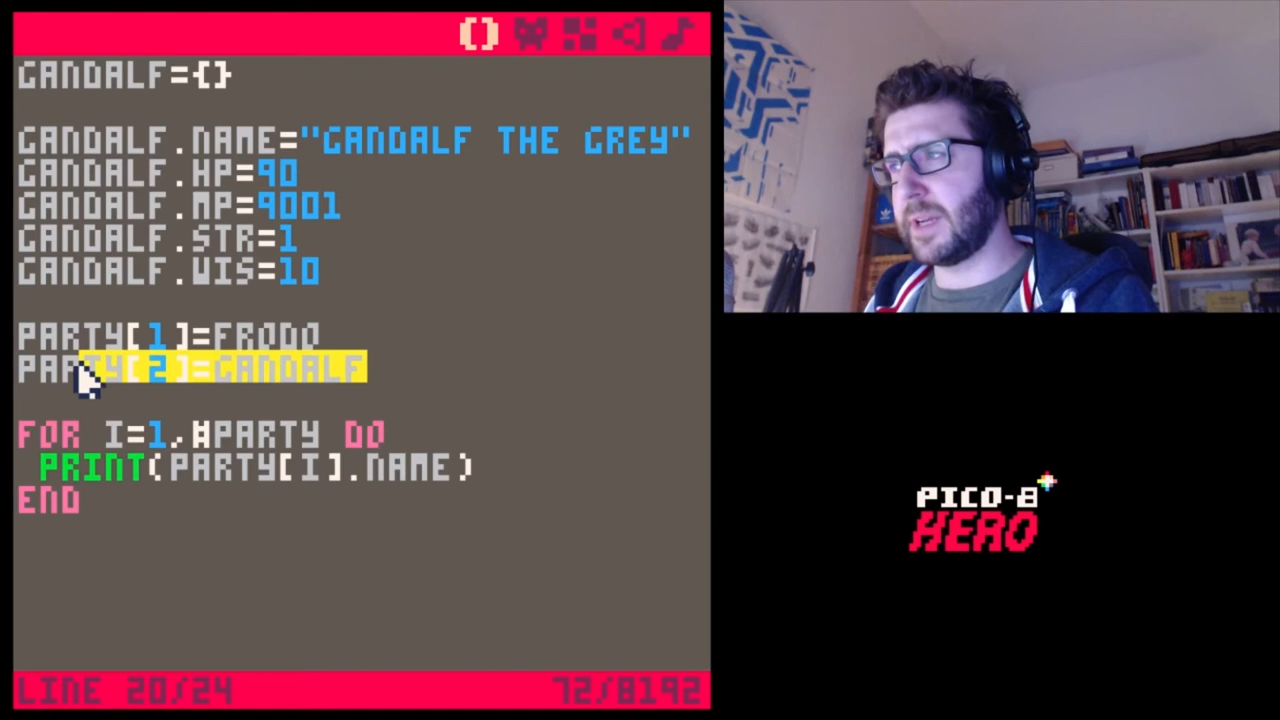 GANDALF={}
GANDALF.NAME="GANDALF THE GREY"
GANDALF.HP=90
GANDALF.MP=9001
GANDALF.STR=1
GANDALF.WIS=10
PARTY[1]=FRODO
PARTY[2]=GANDALF
FOR I=1,#PARTY DO
PRINT(PARTY[I].NAME)
END
LINE 20/24 72/8192
PICO-8
HERO